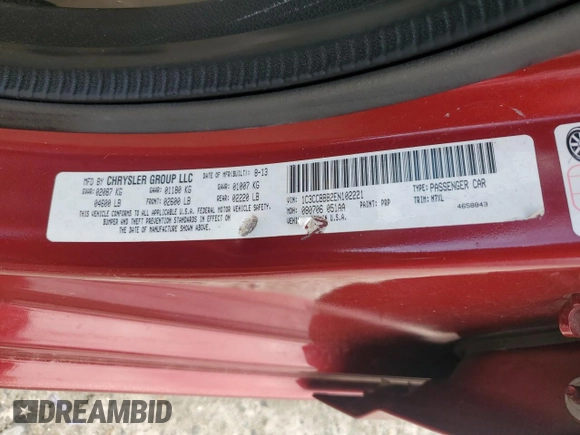 MFD BY CHRYSLER GROUP LLC DATE OF MFR(BUILT): 8-13
GVWR: 02087 KG GAWR: 01180 KG GAWR: 01007 KG
04600 LB FRONT: 02600 LB REAR: 02220 LB
THIS VEHICLE CONFORMS TO ALL APPLICABLE
U.S.A. FEDERAL MOTOR VEHICLE SAFETY,
BUMPER AND THEFT PREVENTION STANDARDS IN EFFECT ON
THE DATE OF MANUFACTURE SHOWN ABOVE.
VIN: 1C3CCBBB2EN102221 TYPE: PASSENGER CAR
MDH: 080706 051AA PAINT: PRP TRIM: M7XL
U.S.A. 4658843
DREAMBID